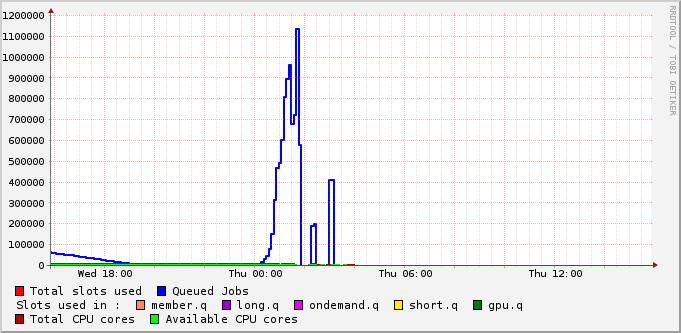 1200000
1100000
1000000
900000
800000
700000
600000
500000
400000
300000
200000
100000
0
Wed 18:00 Thu 00:00 Thu 06:00 Thu 12:00
Total slots used Queued Jobs
Slots used in : member.q long.q ondemand.q short.q gpu.q
Total CPU cores Available CPU cores
RRDTOOL / TOBI OETIKER